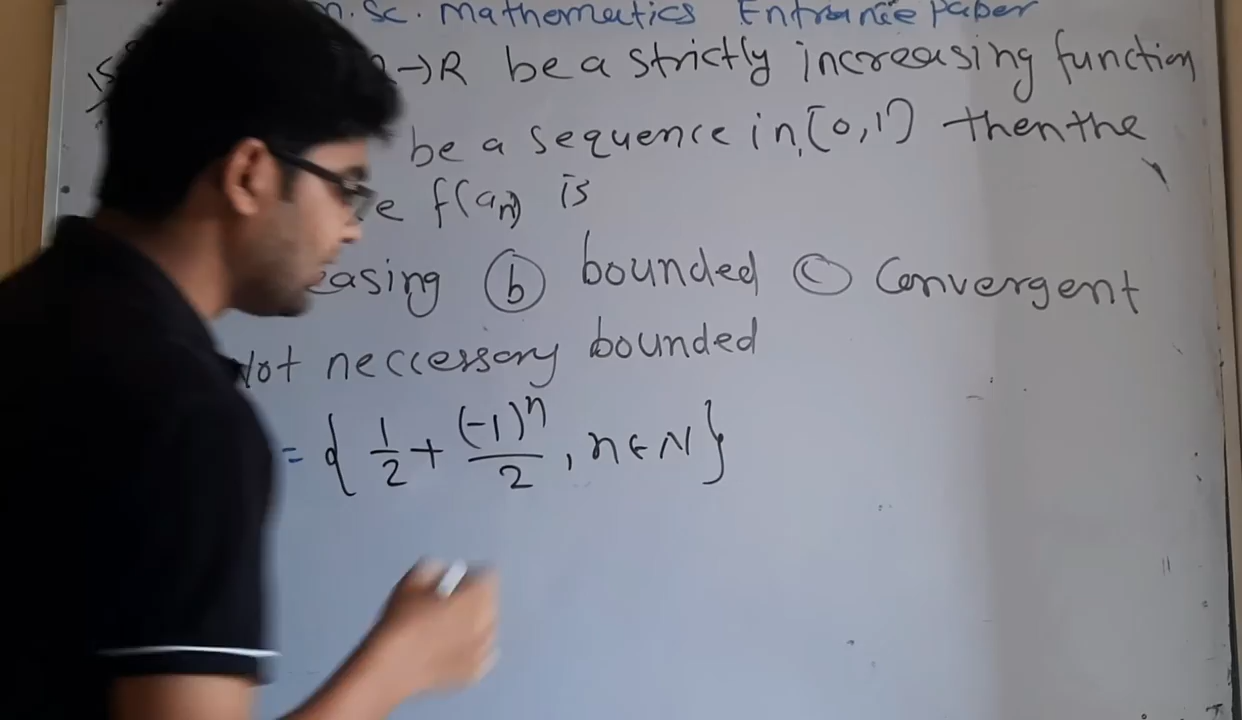 M.Sc. Mathematics Entrance Paper
→R be a strictly increasing function
be a sequence in [0,1] then the
f(aₙ) is
easing ⓑ bounded ⓒ Convergent
Not neccessary bounded
= { 1/2 + (-1)ⁿ/2 , n ∈ N }